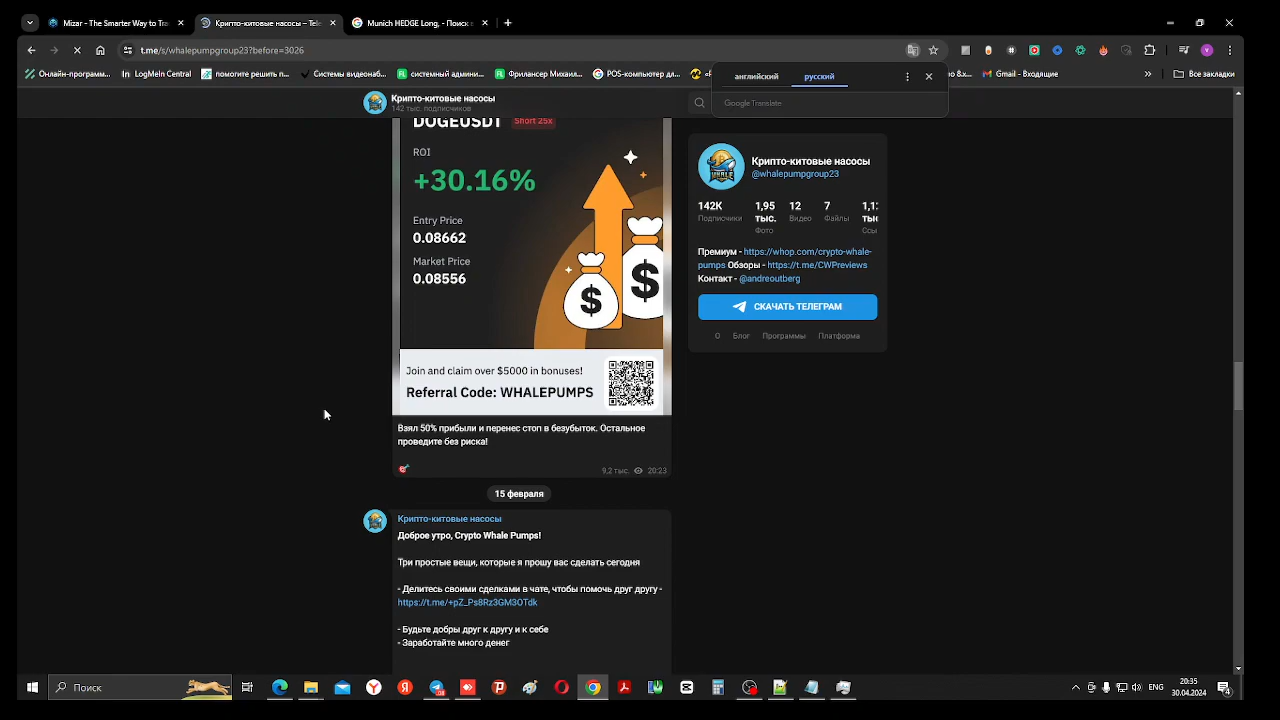 Mizar - The Smarter Way to Tra
Крипто-китовые насосы – Tele
Munich HEDGE Long, - Поиск в
t.me/s/whalepumpgroup23?before=3026
Онлайн-программ...
LogMeIn Central
помогите решить п...
Системы видеонаб...
системный админи...
Фрилансер Михаил...
POS-компьютер дл...
Gmail - Входящие
Все закладки
английский
русский
Google Translate
Крипто-китовые насосы
142 тыс. подписчиков
DOGEUSDT
Short 25x
ROI
+30.16%
Entry Price
0.08662
Market Price
0.08556
Join and claim over $5000 in bonuses!
Referral Code: WHALEPUMPS
Взял 50% прибыли и перенес стоп в безубыток. Остальное
проведите без риска!
9,2 тыс.
20:23
15 февраля
Крипто-китовые насосы
Доброе утро, Crypto Whale Pumps!
Три простые вещи, которые я прошу вас сделать сегодня
- Делитесь своими сделками в чате, чтобы помочь друг другу -
https://t.me/+pZ_Ps8Rz3GM3OTdk
- Будьте добры друг к другу и к себе
- Заработайте много денег
Крипто-китовые насосы
@whalepumpgroup23
142K
Подписчики
1,95
тыс.
Фото
12
Видео
7
Файлы
Премиум - https://whop.com/crypto-whale-
pumps Обзоры - https://t.me/CWPreviews
Контакт - @andreoutberg
СКАЧАТЬ ТЕЛЕГРАМ
О
Блог
Программы
Платформа
Поиск
ENG
20:13
30.04.2024